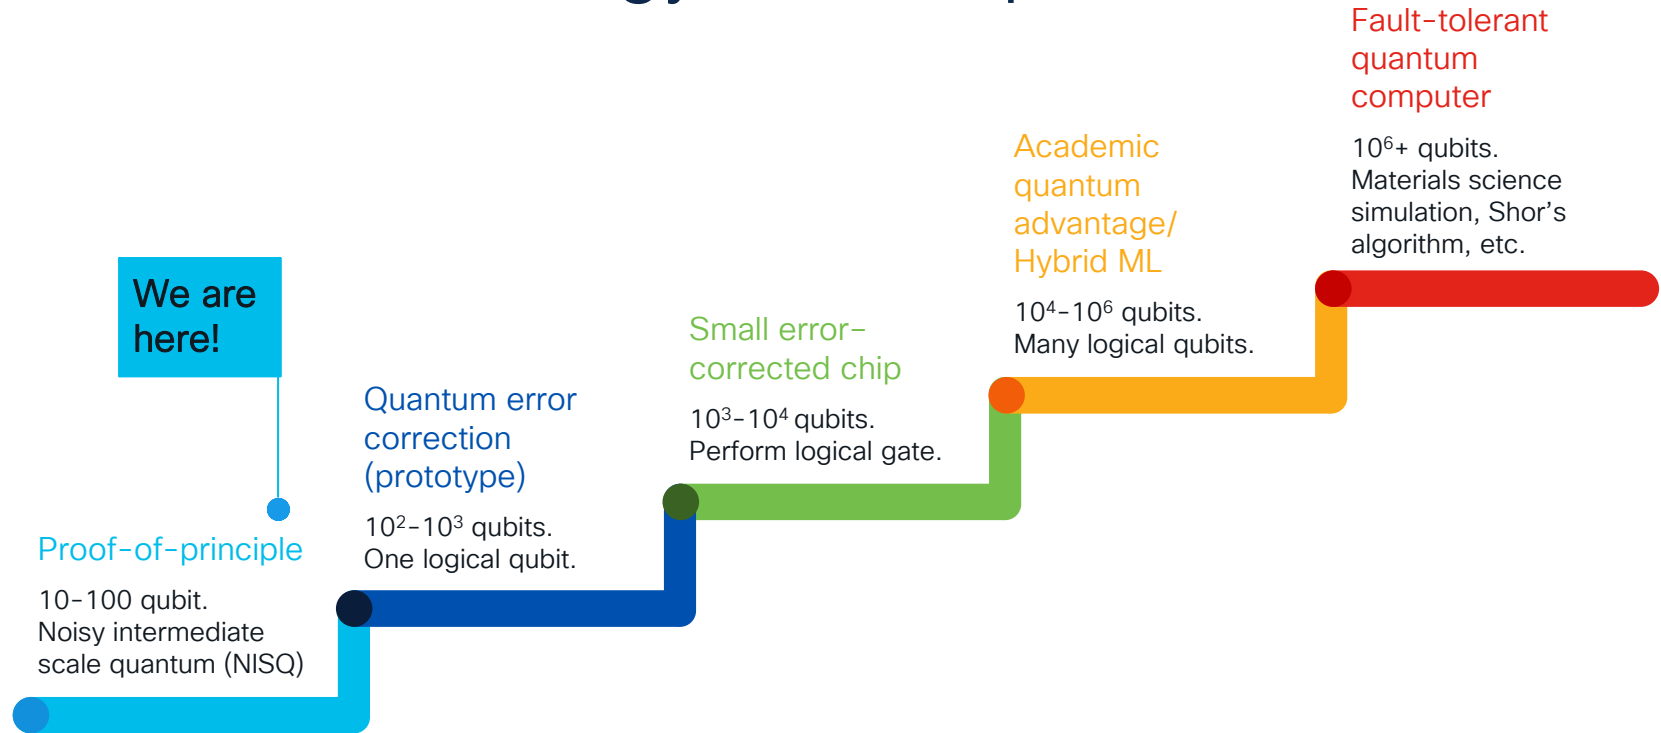 We are
here!
Proof-of-principle
10-100 qubit.
Noisy intermediate
scale quantum (NISQ)
Quantum error
correction
(prototype)
10²-10³ qubits.
One logical qubit.
Small error-
corrected chip
10³-10⁴ qubits.
Perform logical gate.
Academic
quantum
advantage/
Hybrid ML
10⁴-10⁶ qubits.
Many logical qubits.
Fault-tolerant
quantum
computer
10⁶+ qubits.
Materials science
simulation, Shor’s
algorithm, etc.